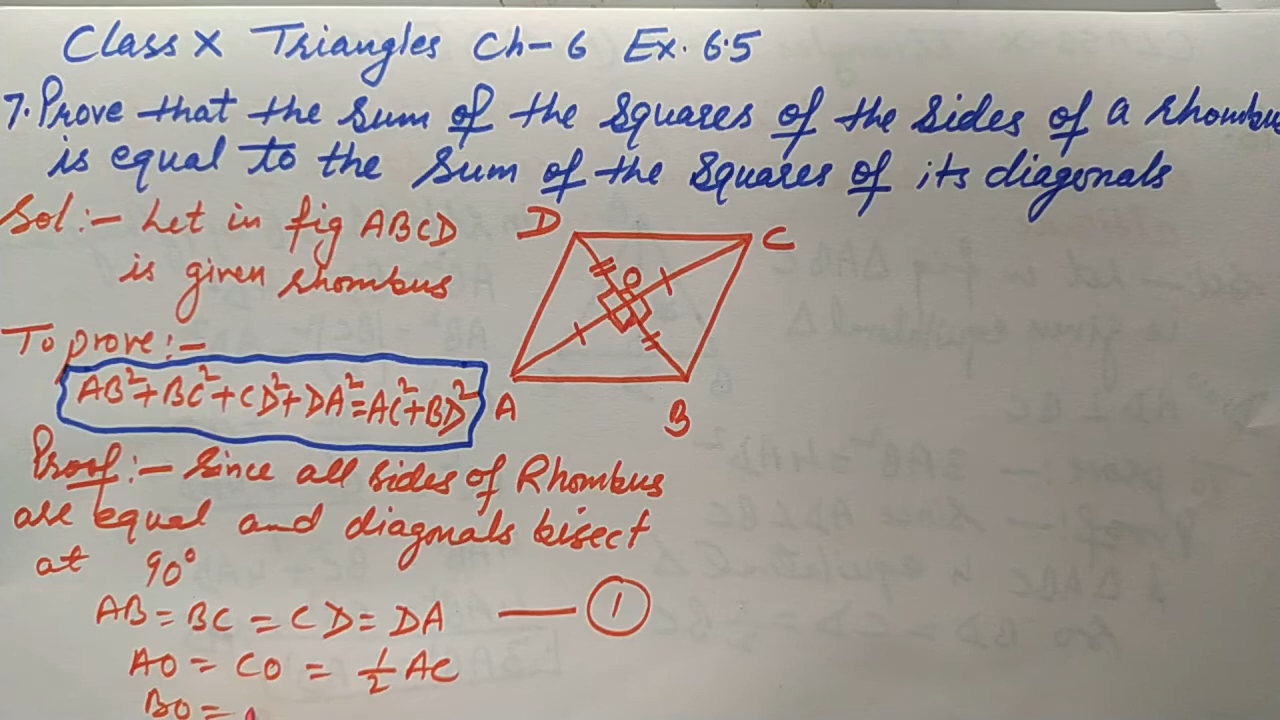 Class X Triangles Ch-6 Ex. 6.5
7. Prove that the Sum of the Squares of the Sides of a rhombus
is equal to the Sum of the Squares of its diagonals
Sol:- Let in fig ABCD
is given rhombus
D
C
O
A
B
To prove:-
AB²+BC²+CD²+DA²=AC²+BD²
Proof:- Since all sides of Rhombus
are equal and diagonals bisect
at 90°
AB = BC = CD = DA —— 1
AO = CO = 1/2 AC
BO =